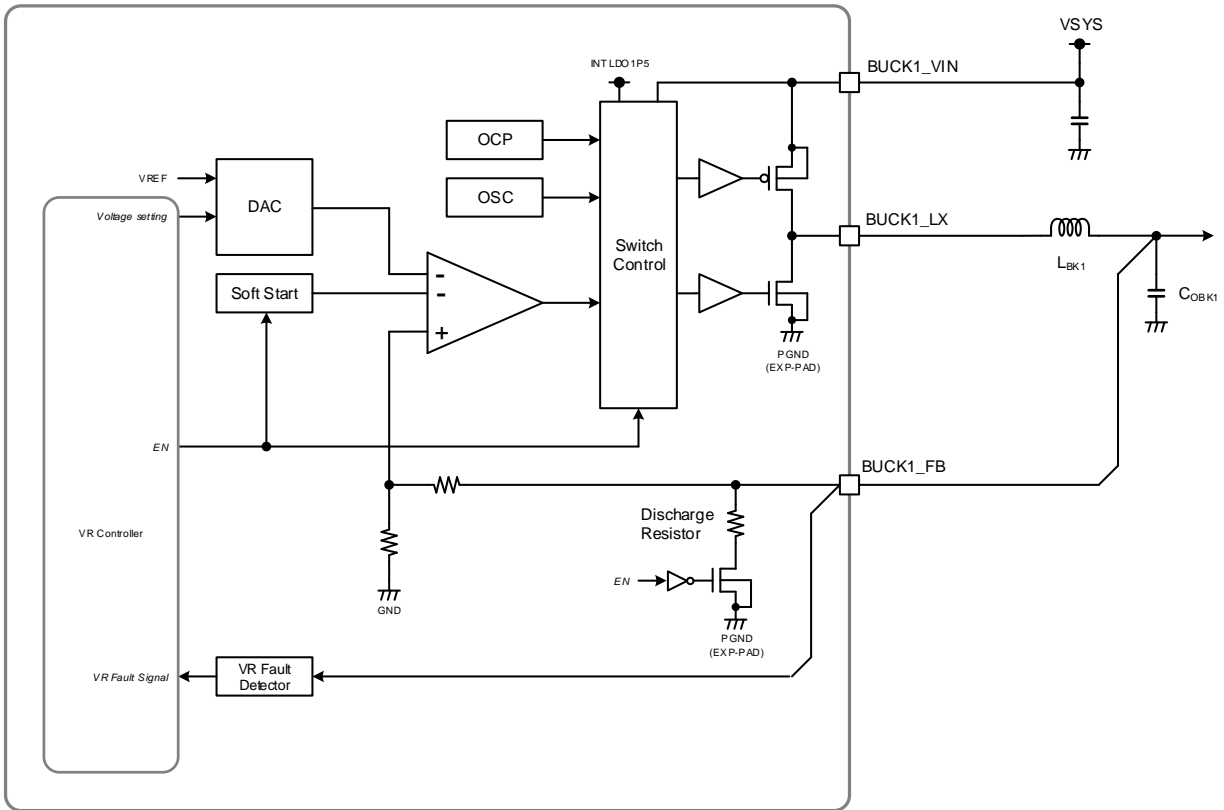 VSYS
INTLDO1P5
BUCK1_VIN
OCP
VREF
DAC
OSC
Voltage setting
BUCK1_LX
Switch
Control
LBK1
Soft Start
-
-
+
COBK1
PGND
(EXP-PAD)
EN
BUCK1_FB
Discharge
Resistor
VR Controller
EN
GND
PGND
(EXP-PAD)
VR Fault Signal
VR Fault
Detector